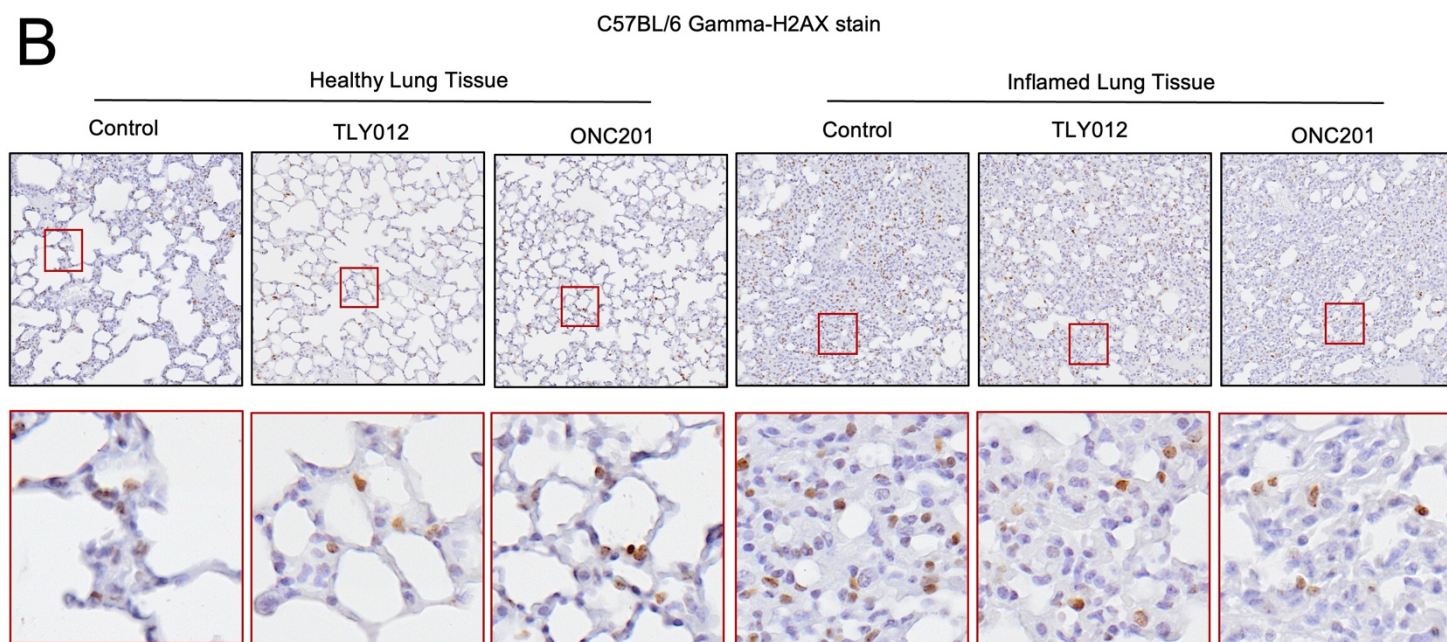 B
C57BL/6 Gamma-H2AX stain
Healthy Lung Tissue
Inflamed Lung Tissue
Control
TLY012
ONC201
Control
TLY012
ONC201